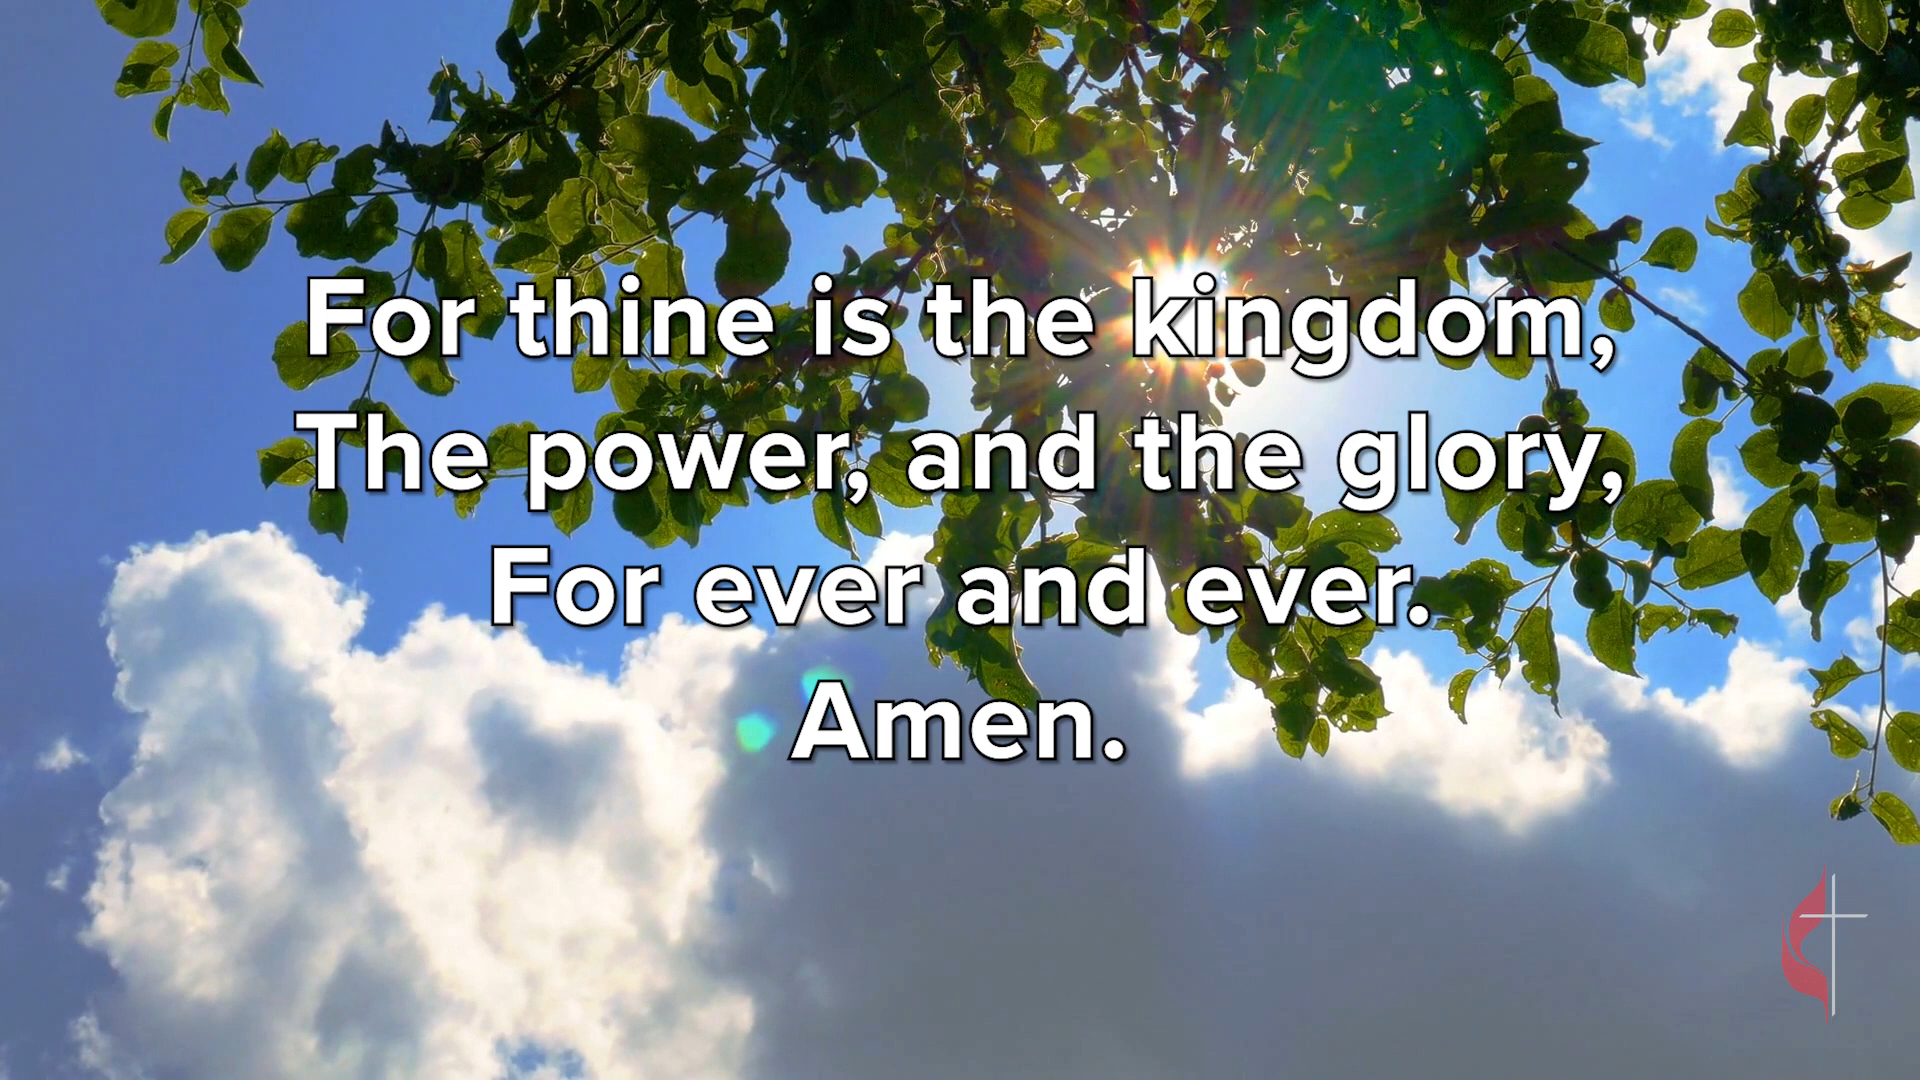 For thine is the kingdom,
The power, and the glory,
For ever and ever.
Amen.